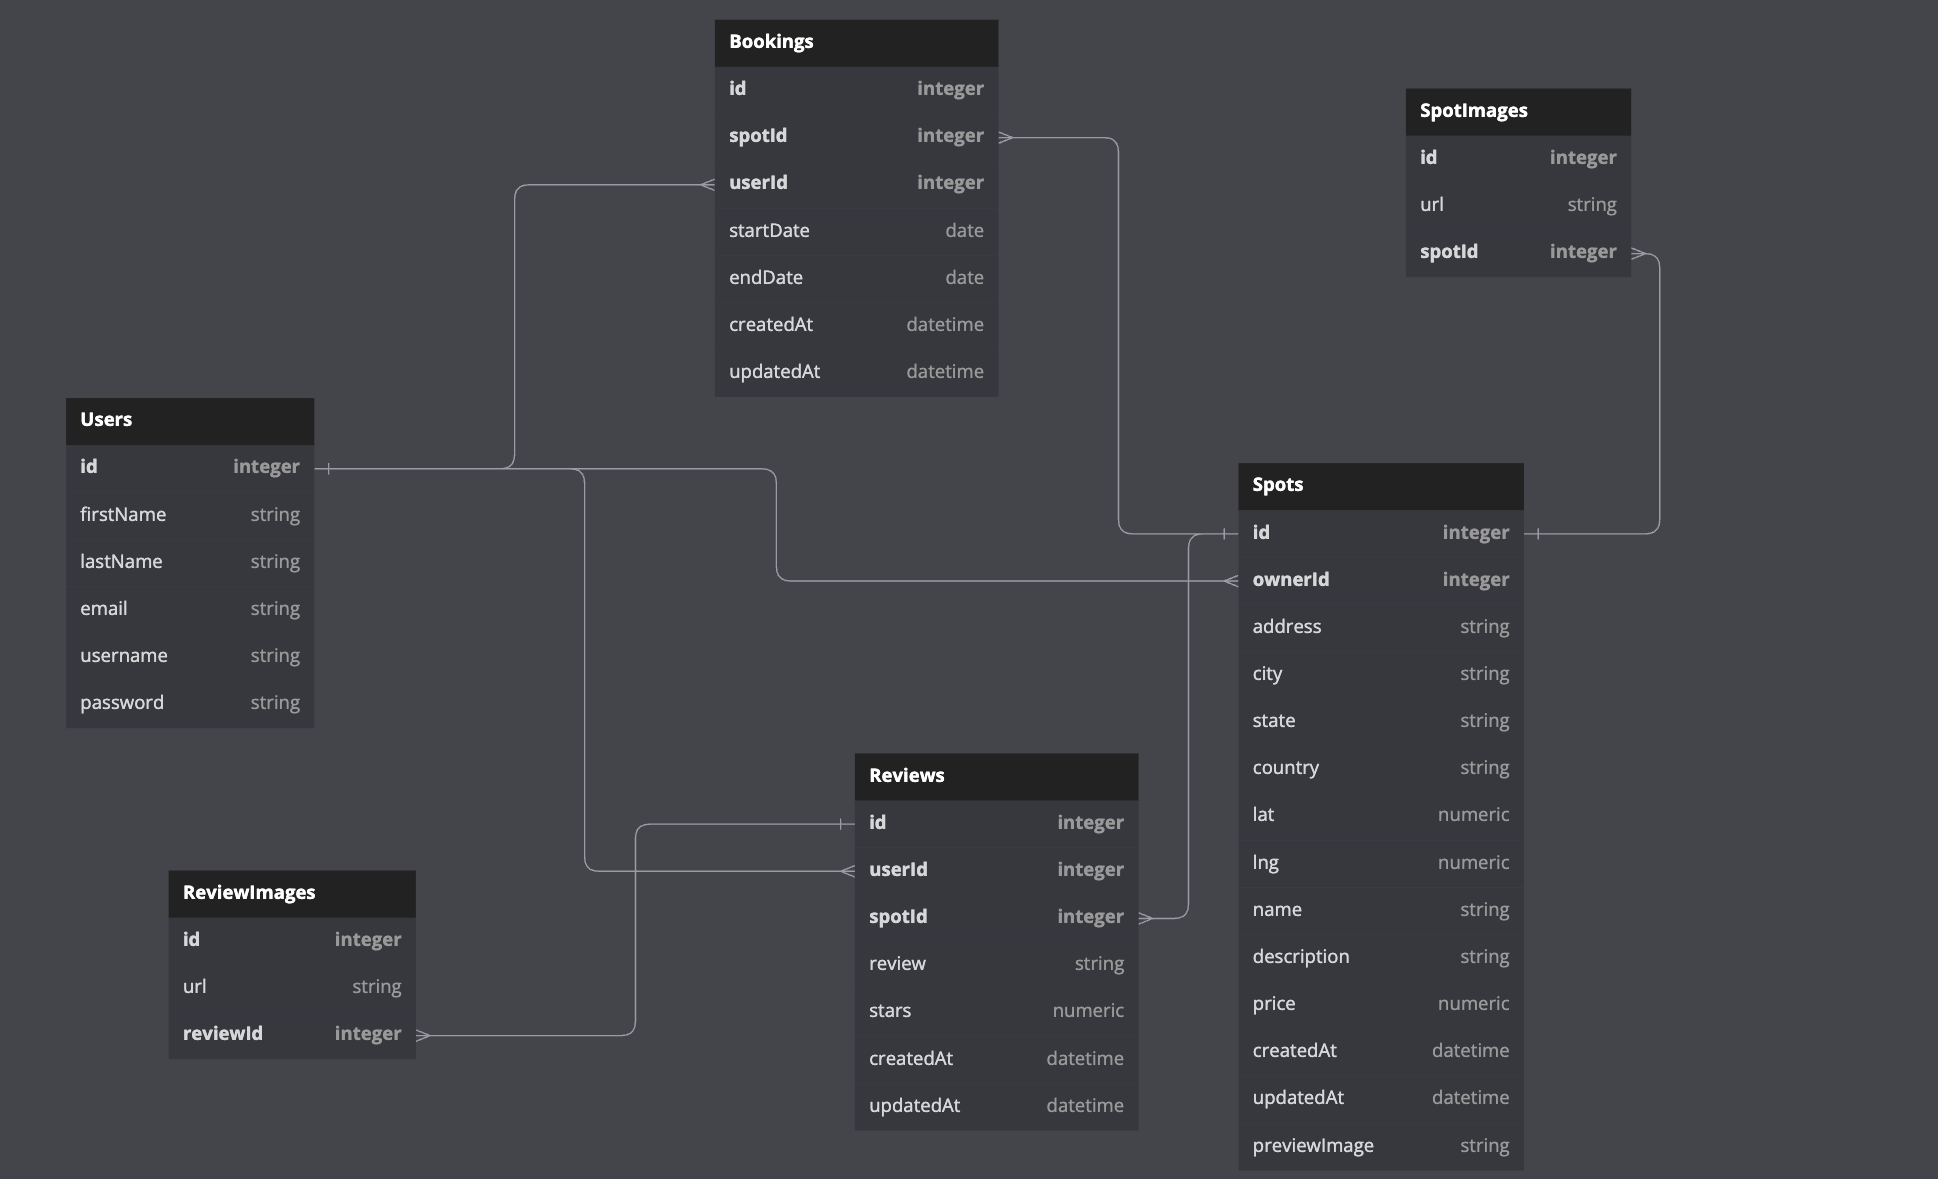 Bookings
id integer
spotId integer
userId integer
startDate date
endDate date
createdAt datetime
updatedAt datetime
SpotImages
id integer
url string
spotId integer
Users
id integer
firstName string
lastName string
email string
username string
password string
Spots
id integer
ownerId integer
address string
city string
state string
country string
lat numeric
lng numeric
name string
description string
price numeric
createdAt datetime
updatedAt datetime
previewImage string
Reviews
id integer
userId integer
spotId integer
review string
stars numeric
createdAt datetime
updatedAt datetime
ReviewImages
id integer
url string
reviewId integer